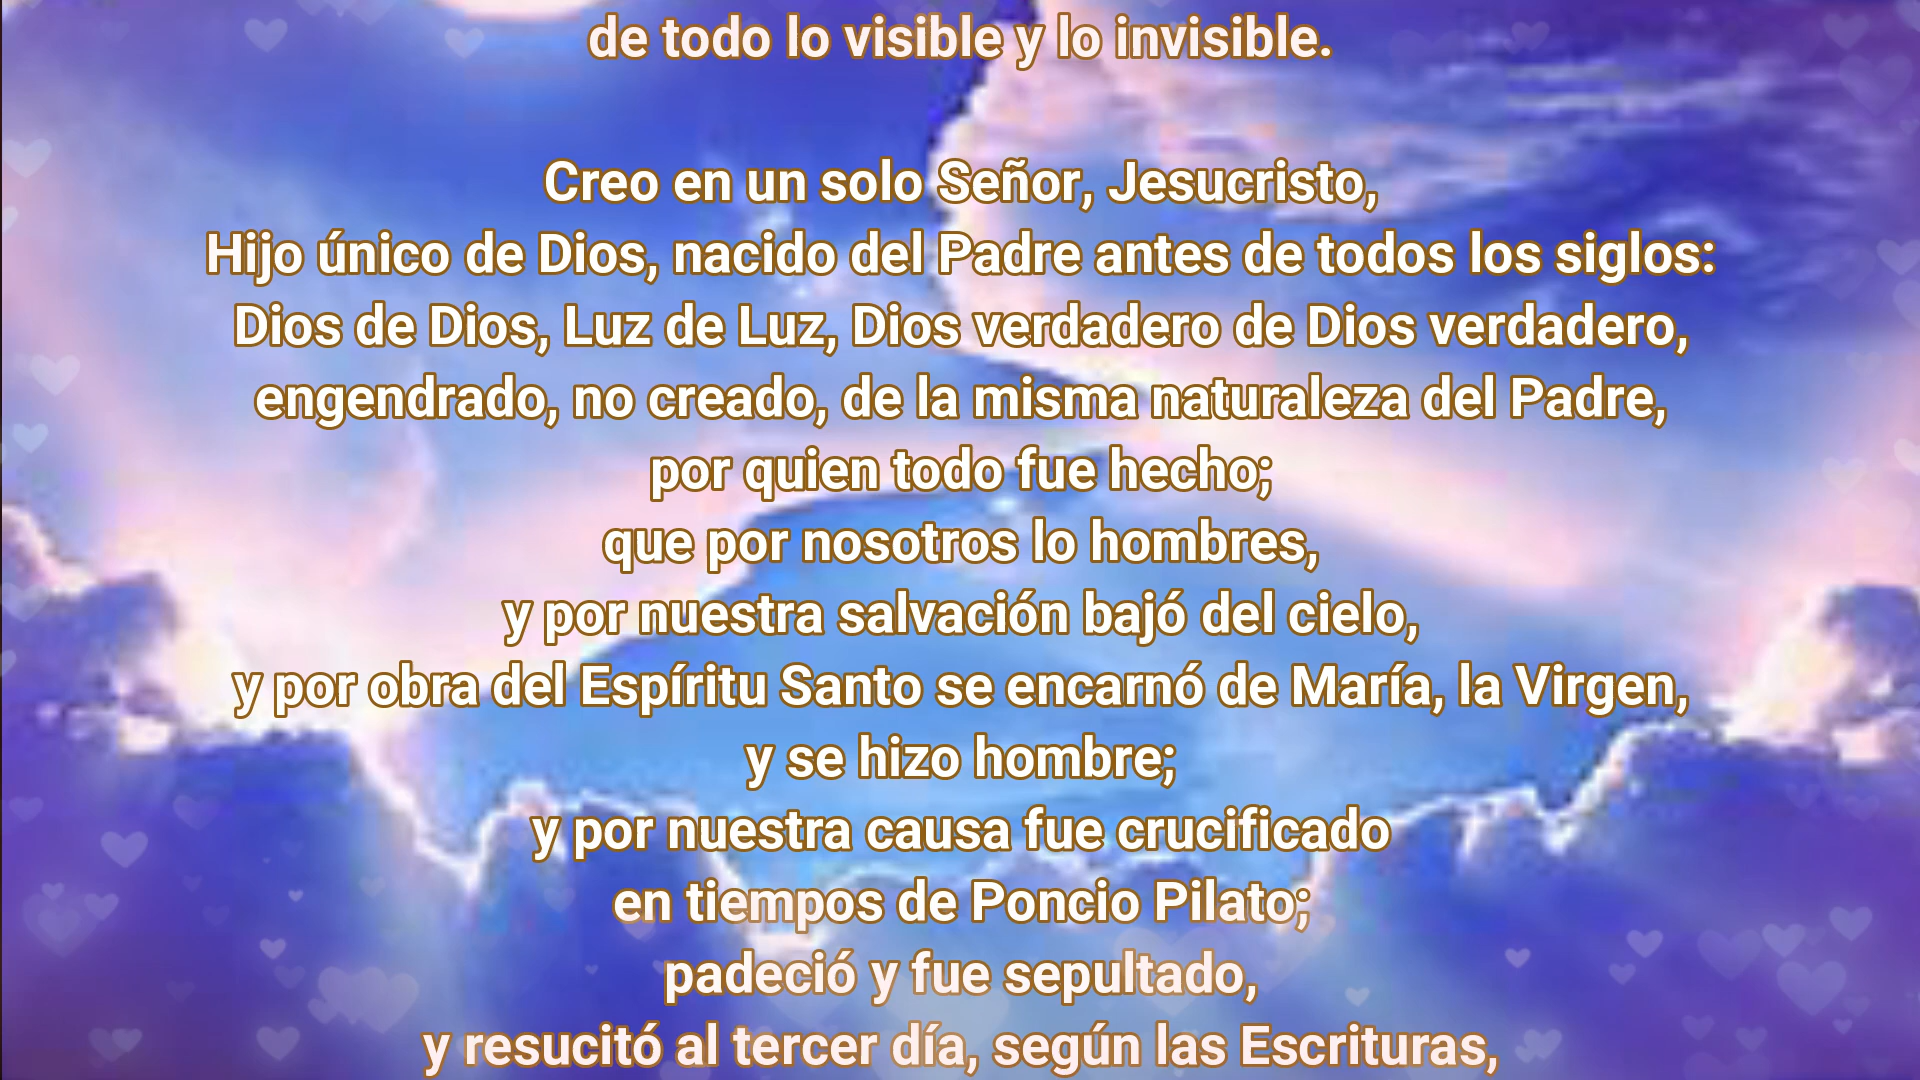 de todo lo visible y lo invisible.
Creo en un solo Señor, Jesucristo,
Hijo único de Dios, nacido del Padre antes de todos los siglos:
Dios de Dios, Luz de Luz, Dios verdadero de Dios verdadero,
engendrado, no creado, de la misma naturaleza del Padre,
por quien todo fue hecho;
que por nosotros lo hombres,
y por nuestra salvación bajó del cielo,
y por obra del Espíritu Santo se encarnó de María, la Virgen,
y se hizo hombre;
y por nuestra causa fue crucificado
en tiempos de Poncio Pilato;
padeció y fue sepultado,
y resucitó al tercer día, según las Escrituras,